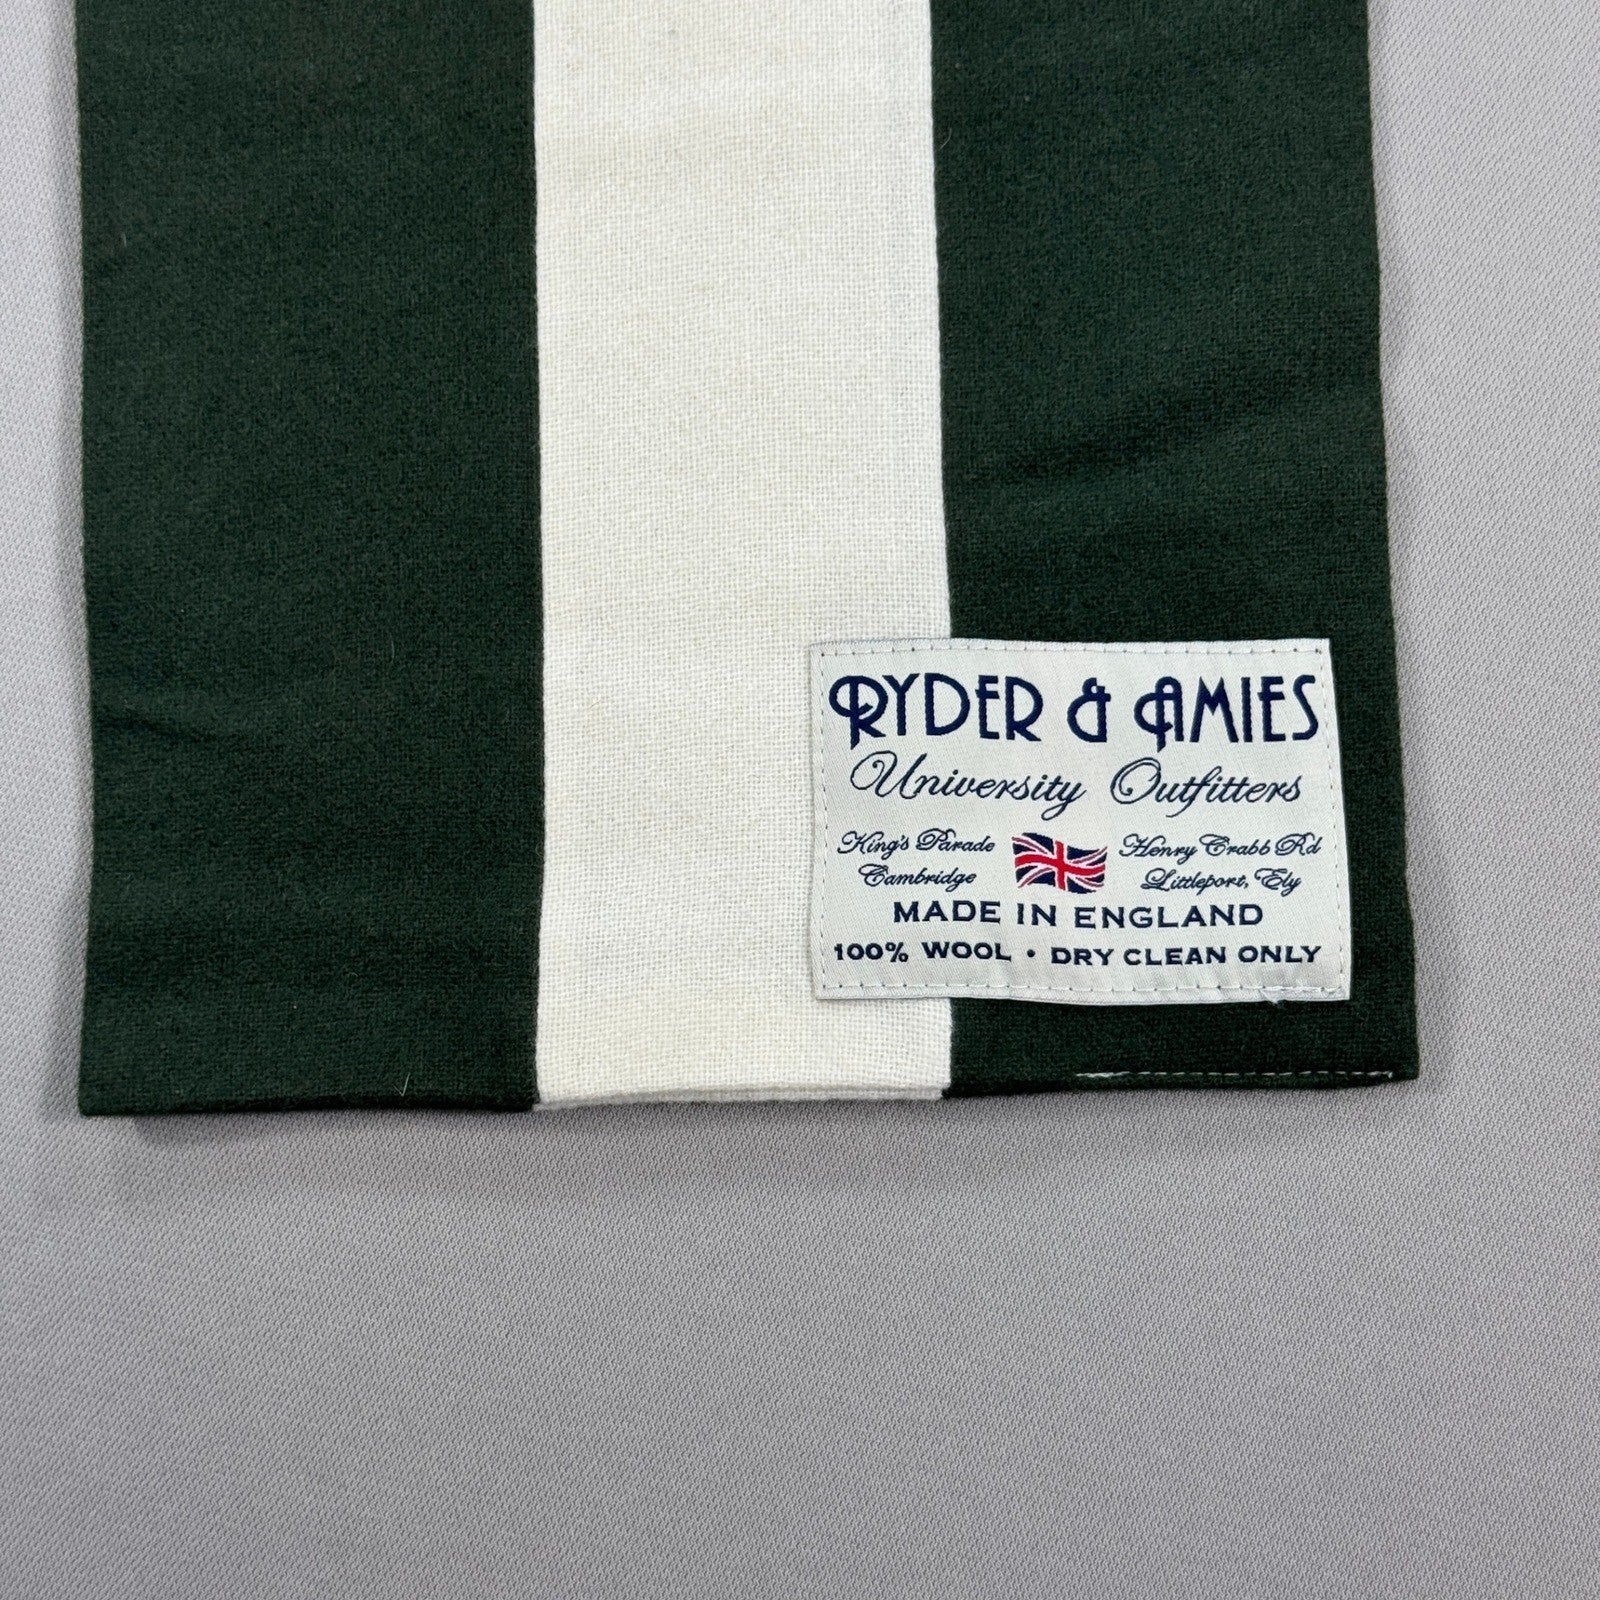 RYDER & AMIES
University Outfitters
King's Parade
Cambridge
Henry Crabb Rd
Littleport, Ely
MADE IN ENGLAND
100% WOOL • DRY CLEAN ONLY